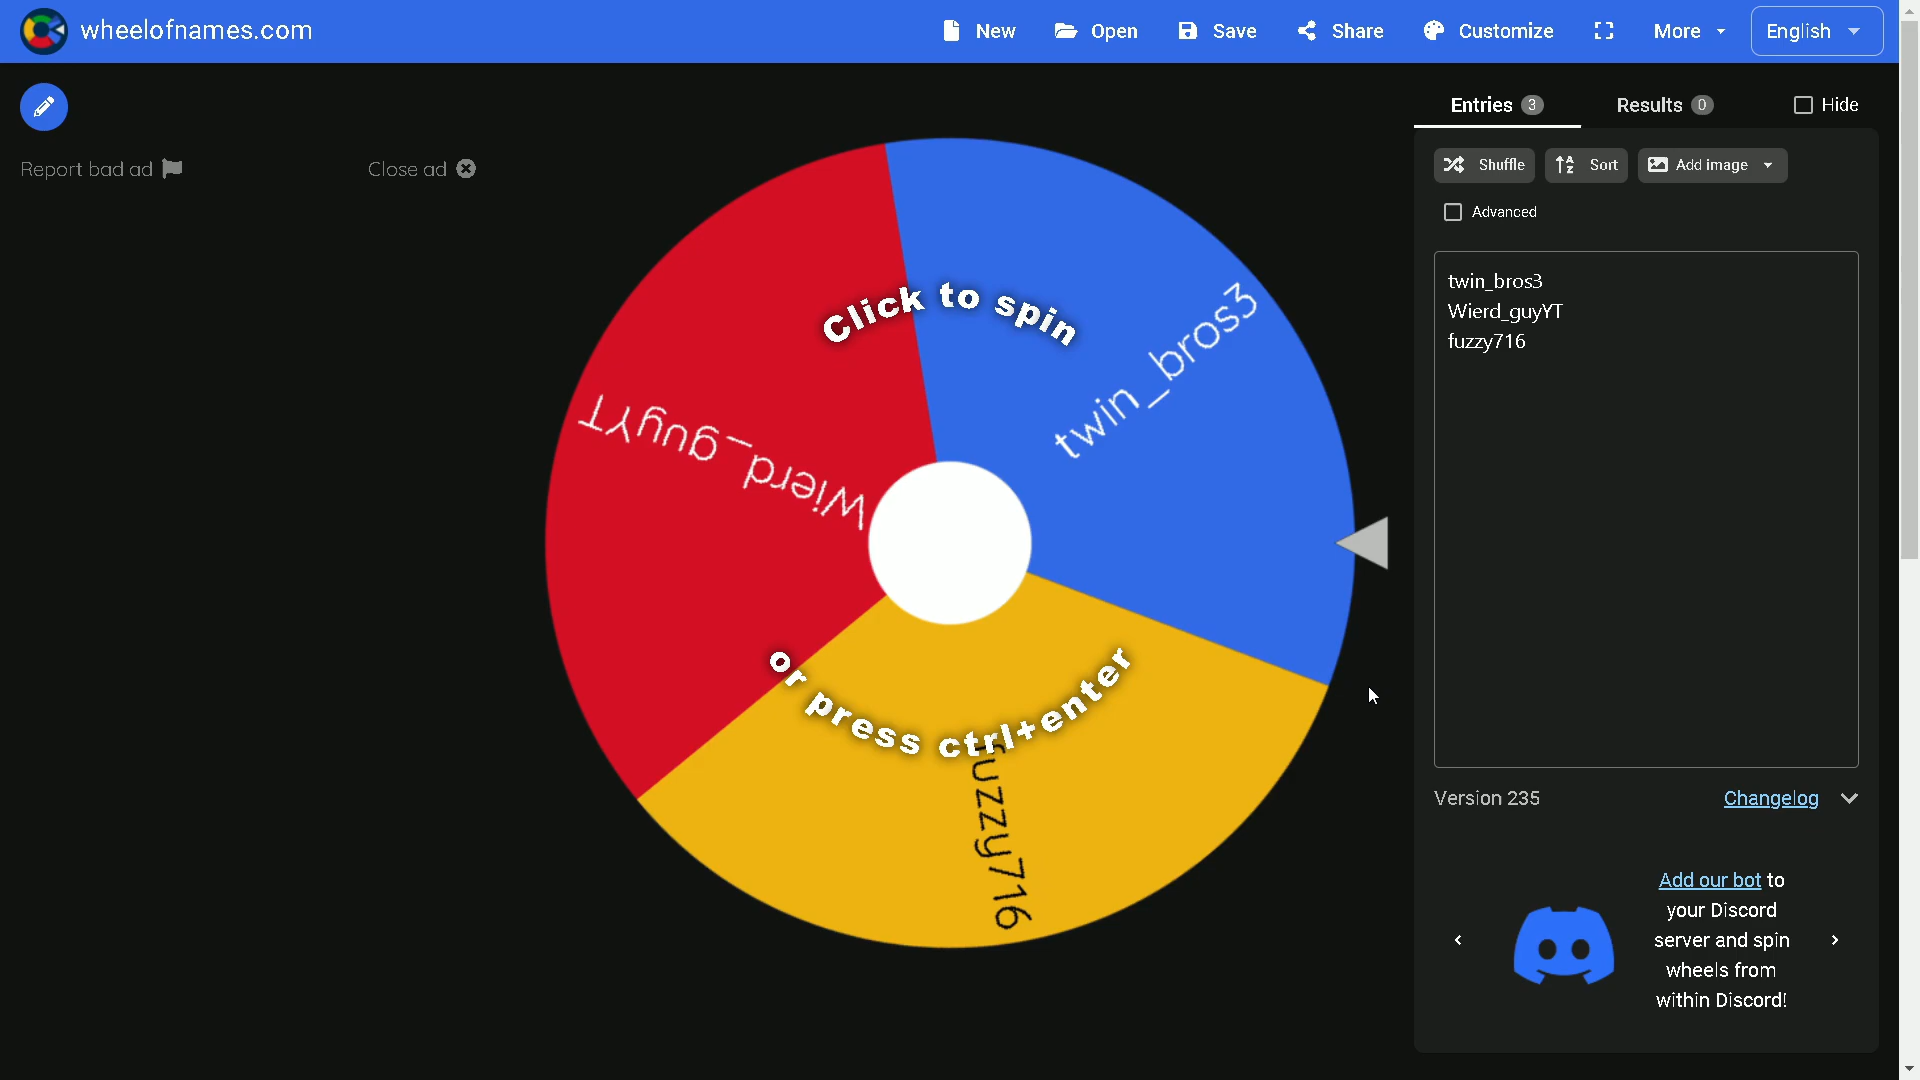 wheelofnames.com
New
Open
Save
Share
Customize
More
English
Report bad ad
Close ad
Click to spin
or press ctrl+enter
twin_bros3
Wierd_guyYT
fuzzy716
Entries 3
Results 0
Hide
Shuffle
Sort
Add image
Advanced
twin_bros3
Wierd_guyYT
fuzzy716
Version 235
Changelog
Add our bot to
your Discord
server and spin
wheels from
within Discord!